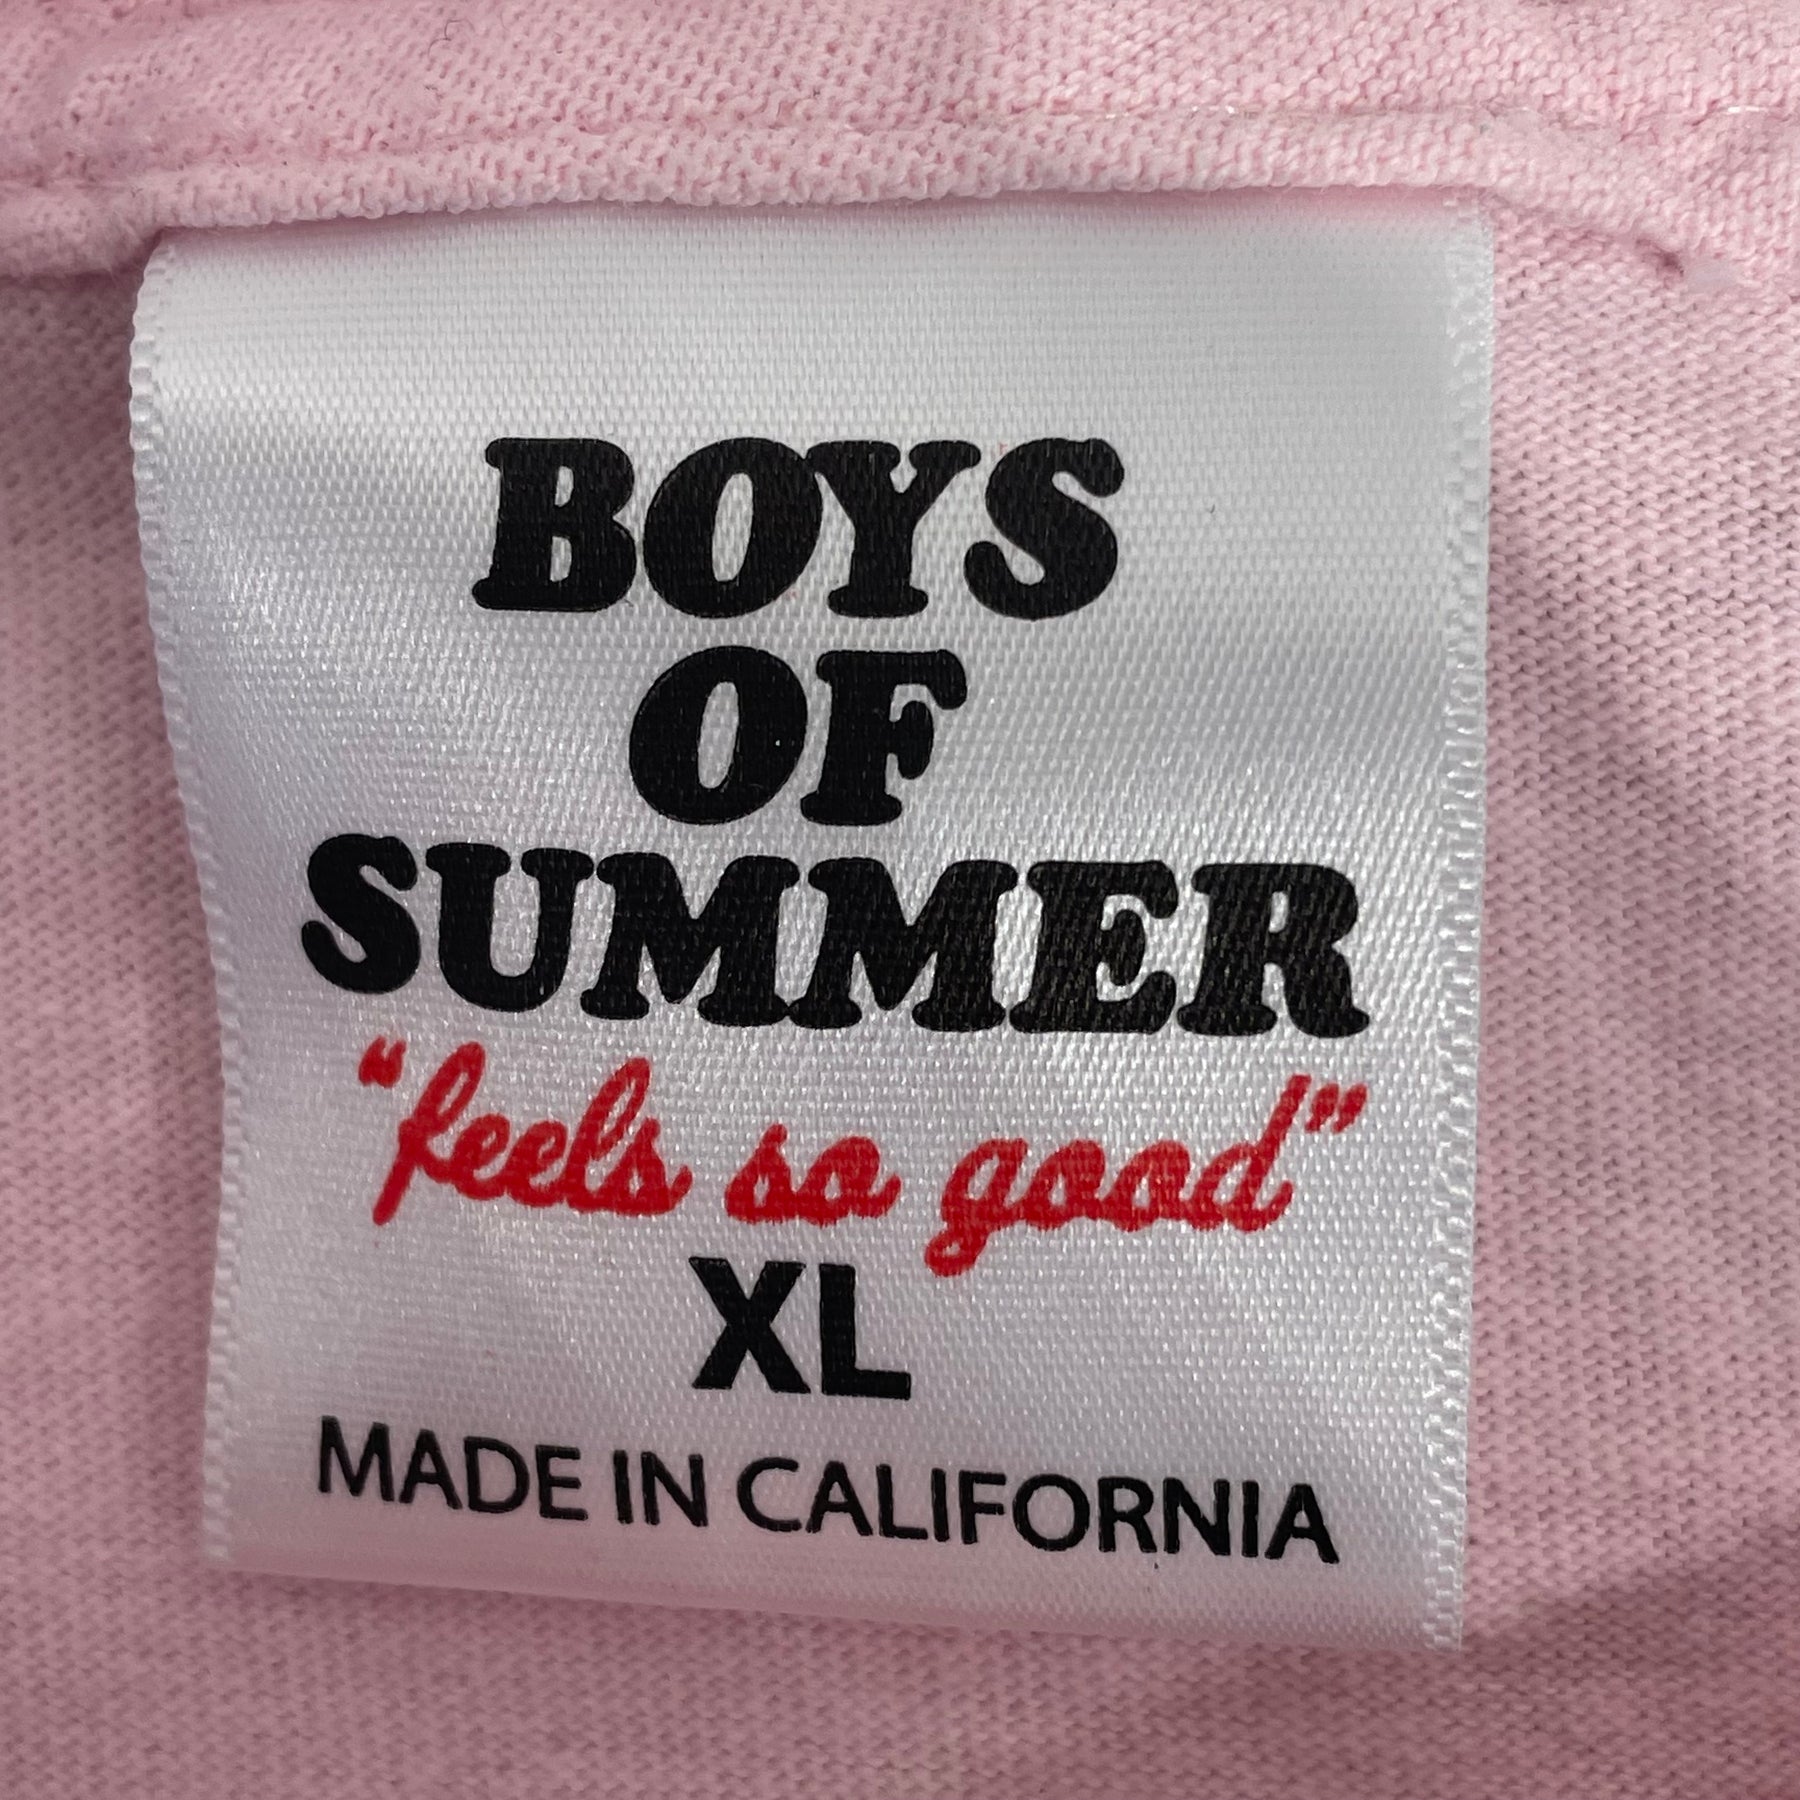 BOYS
OF
SUMMER
“feels so good”
XL
MADE IN CALIFORNIA